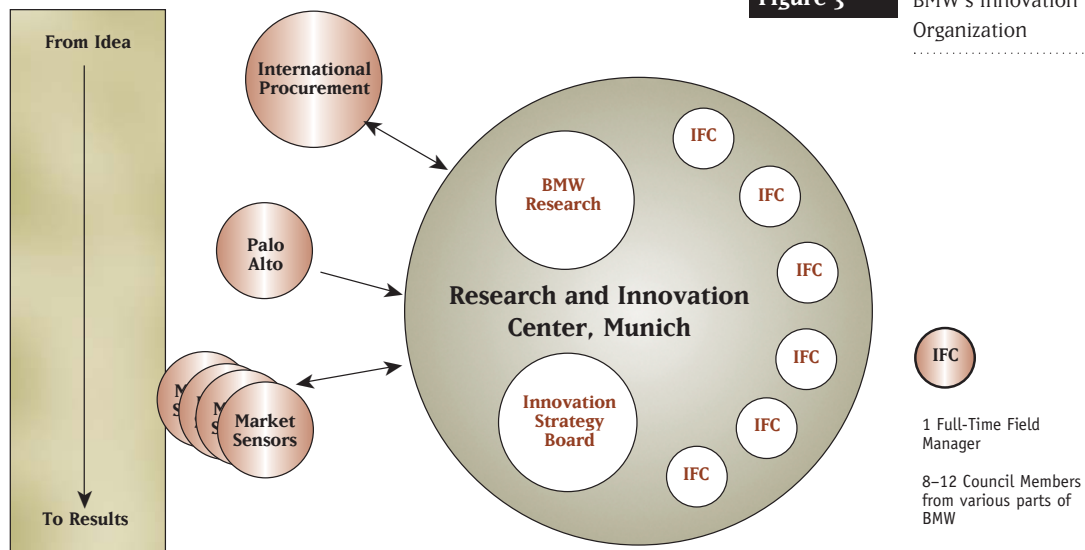 Figure 3
BMW's Innovation
Organization
From Idea
To Results
International
Procurement
Palo
Alto
Market
Sensors
BMW
Research
Research and Innovation
Center, Munich
Innovation
Strategy
Board
IFC
IFC
IFC
IFC
IFC
IFC
IFC
1 Full-Time Field
Manager
8–12 Council Members
from various parts of
BMW